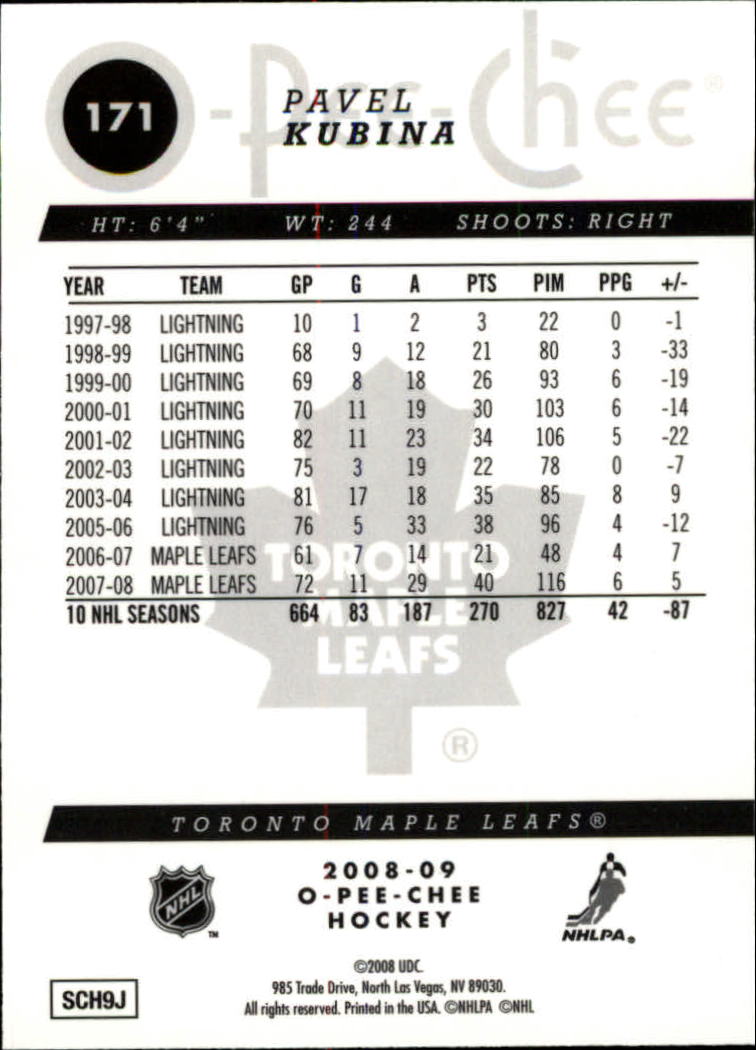 171
O-Pee-Chee®
PAVEL
KUBINA
HT: 6'4" WT: 244 SHOOTS: RIGHT
YEAR TEAM GP G A PTS PIM PPG +/-
1997-98 LIGHTNING 10 1 2 3 22 0 -1
1998-99 LIGHTNING 68 9 12 21 80 3 -33
1999-00 LIGHTNING 69 8 18 26 93 6 -19
2000-01 LIGHTNING 70 11 19 30 103 6 -14
2001-02 LIGHTNING 82 11 23 34 106 5 -22
2002-03 LIGHTNING 75 3 19 22 78 0 -7
2003-04 LIGHTNING 81 17 18 35 85 8 9
2005-06 LIGHTNING 76 5 33 38 96 4 -12
2006-07 MAPLE LEAFS 61 7 14 21 48 4 7
2007-08 MAPLE LEAFS 72 11 29 40 116 6 5
10 NHL SEASONS 664 83 187 270 827 42 -87
TORONTO
MAPLE
LEAFS
®
TORONTO MAPLE LEAFS®
NHL
TM
2008-09
O-PEE-CHEE
HOCKEY
NHLPA®
©2008 UDC.
985 Trade Drive, North Las Vegas, NV 89030.
All rights reserved. Printed in the USA. ©NHLPA ©NHL
SCH9J